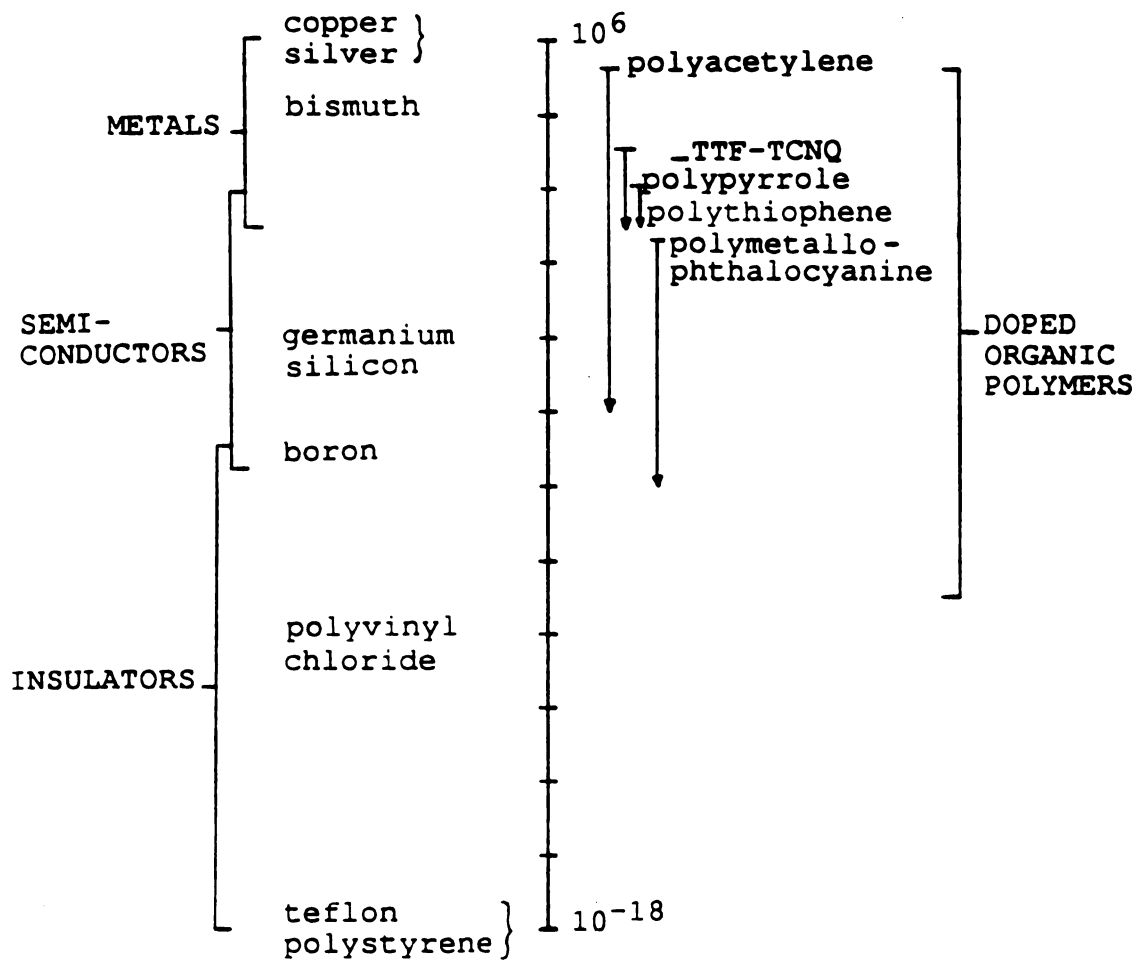 copper
silver
bismuth
METALS
SEMI-
CONDUCTORS
germanium
silicon
boron
polyvinyl
chloride
INSULATORS
teflon
polystyrene
10^6
10^-18
polyacetylene
TTF-TCNQ
polypyrrole
polythiophene
polymetallo-
phthalocyanine
DOPED
ORGANIC
POLYMERS